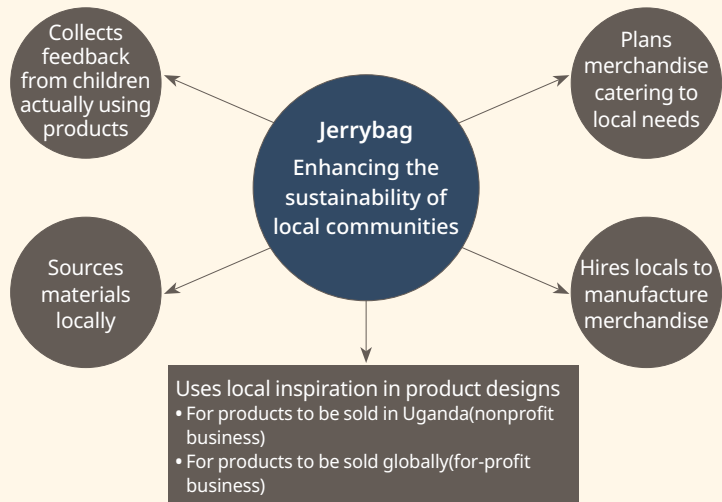 Collects
feedback
from children
actually using
products
Plans
merchandise
catering to
local needs
Jerrybag
Enhancing the
sustainability of
local communities
Sources
materials
locally
Hires locals to
manufacture
merchandise
Uses local inspiration in product designs
• For products to be sold in Uganda(nonprofit
business)
• For products to be sold globally(for-profit
business)